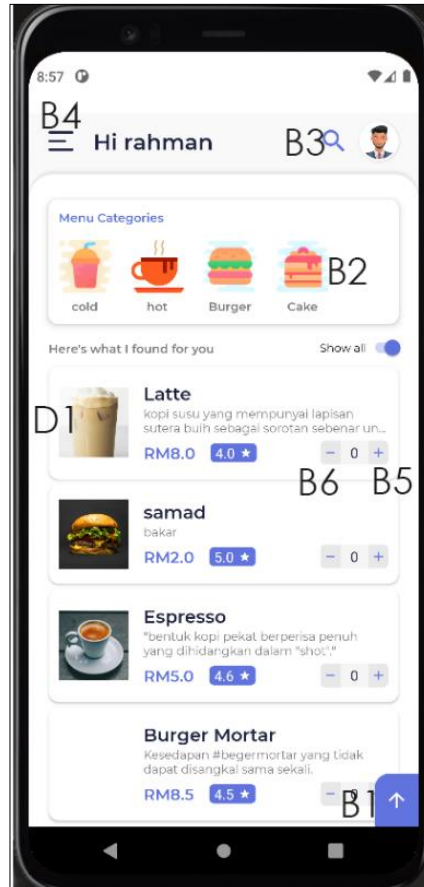 8:57
B4
Hi rahman
B3
Menu Categories
B2
cold hot Burger Cake
Here's what I found for you Show all
D1
Latte
kopi susu yang mempunyai lapisan
sutera buih sebagai sorotan sebenar un...
RM8.0 4.0 ★ - 0 +
B6 B5
samad
bakar
RM2.0 5.0 ★ - 0 +
Espresso
"bentuk kopi pekat berperisa penuh
yang dihidangkan dalam "shot"."
RM5.0 4.6 ★ - 0 +
Burger Mortar
Kesedapan #begermortar yang tidak
dapat disangkal sama sekali.
RM8.5 4.5 ★ - 0
B1